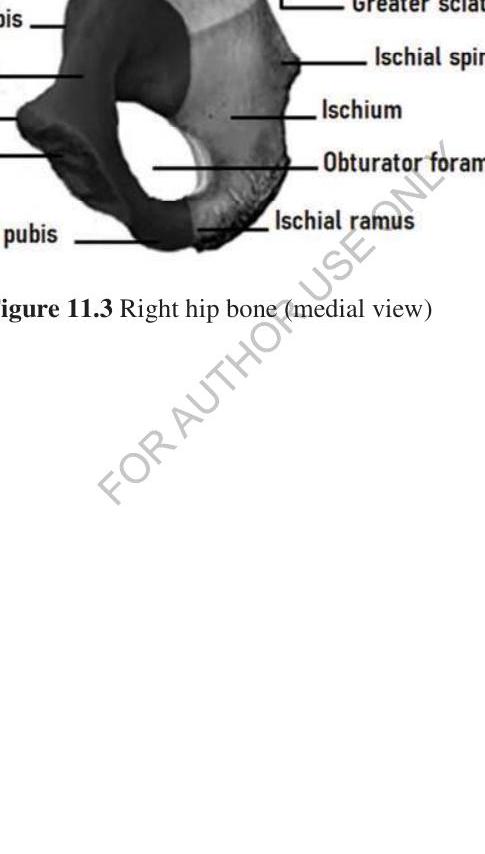 Greater sciat
bis
Ischial spin
Ischium
Obturator foram
Ischial ramus
pubis
igure 11.3 Right hip bone (medial view)
FOR AUTHOR USE ONLY